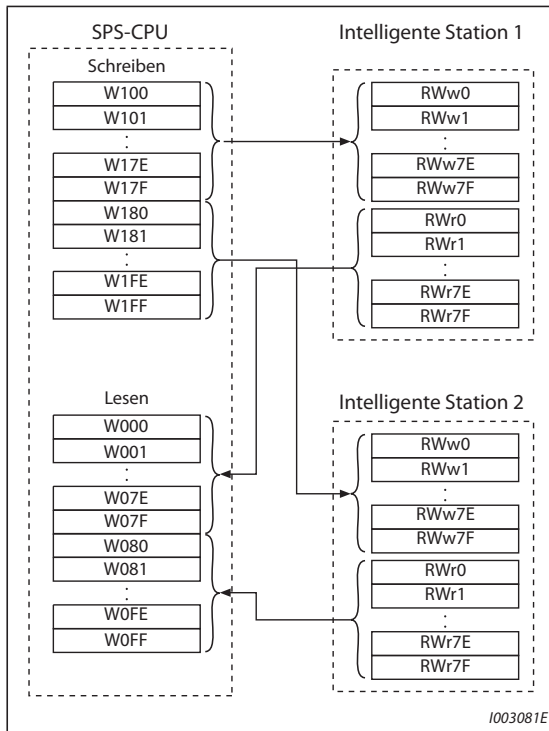 SPS-CPU
Schreiben
W100
W101
:
W17E
W17F
W180
W181
:
W1FE
W1FF
Lesen
W000
W001
:
W07E
W07F
W080
W081
:
W0FE
W0FF
Intelligente Station 1
RWw0
RWw1
:
RWw7E
RWw7F
RWr0
RWr1
:
RWr7E
RWr7F
Intelligente Station 2
RWw0
RWw1
:
RWw7E
RWw7F
RWr0
RWr1
:
RWr7E
RWr7F
I003081E